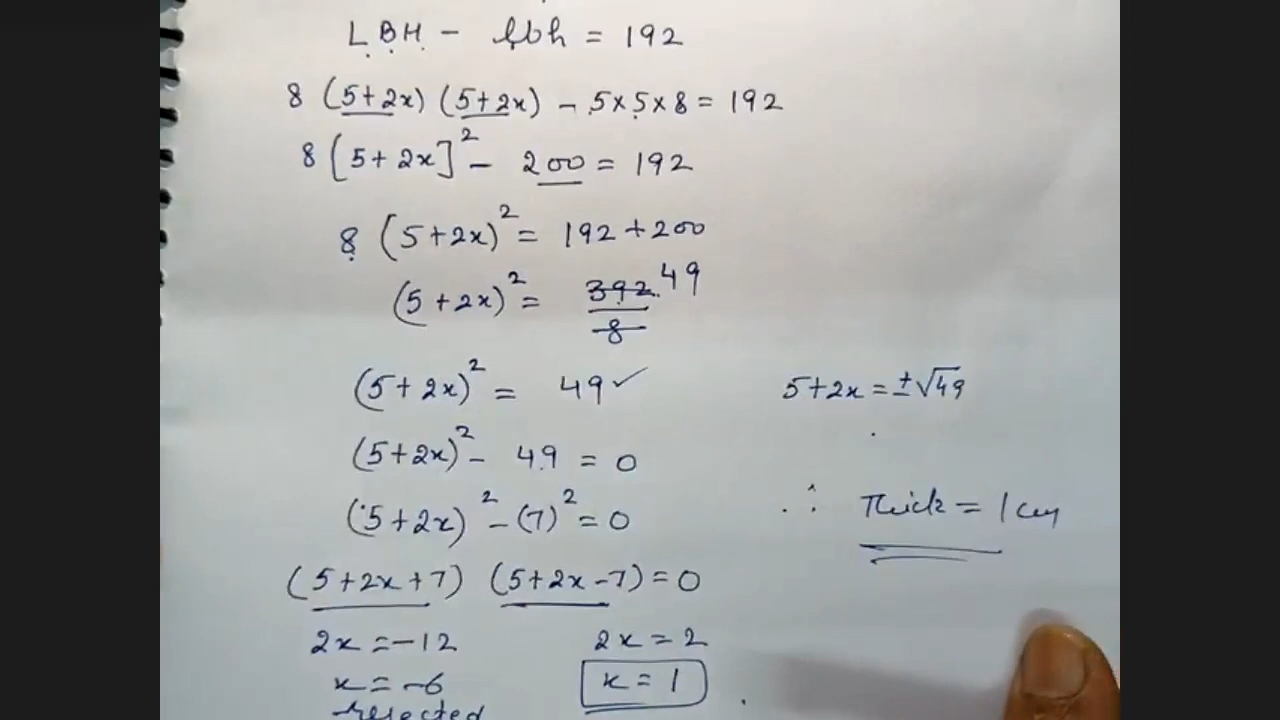 LBH - lbh = 192
8 (5+2x) (5+2x) - 5×5×8 = 192
8 [5+2x]² - 200 = 192
8 (5+2x)² = 192+200
(5+2x)² = 392/8 49
(5+2x)² = 49 ✓
5+2x = ±√49
(5+2x)² - 49 = 0
(5+2x)² - (7)² = 0
∴ Thick = 1cm
(5+2x+7) (5+2x-7) = 0
2x = -12 2x = 2
x = -6 x = 1
rejected